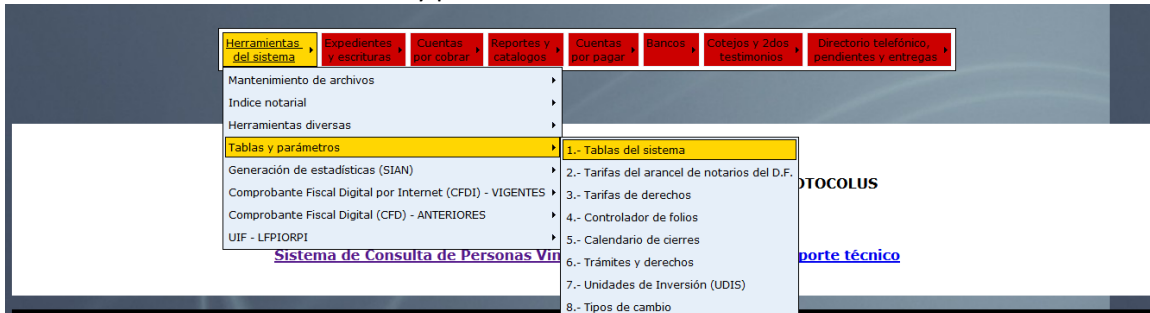 Herramientas del sistema
Expedientes y escrituras
Cuentas por cobrar
Reportes y catalogos
Cuentas por pagar
Bancos
Cotejos y 2dos testimonios
Directorio telefónico, pendientes y entregas
Mantenimiento de archivos
Indice notarial
Herramientas diversas
Tablas y parámetros
Generación de estadísticas (SIAN)
Comprobante Fiscal Digital por Internet (CFDI) - VIGENTES
Comprobante Fiscal Digital (CFD) - ANTERIORES
UIF - LFPIORPI
1.- Tablas del sistema
2.- Tarifas del arancel de notarios del D.F.
3.- Tarifas de derechos
4.- Controlador de folios
5.- Calendario de cierres
6.- Trámites y derechos
7.- Unidades de Inversión (UDIS)
8.- Tipos de cambio
OTOCOLUS
Sistema de Consulta de Personas Vin
porte técnico